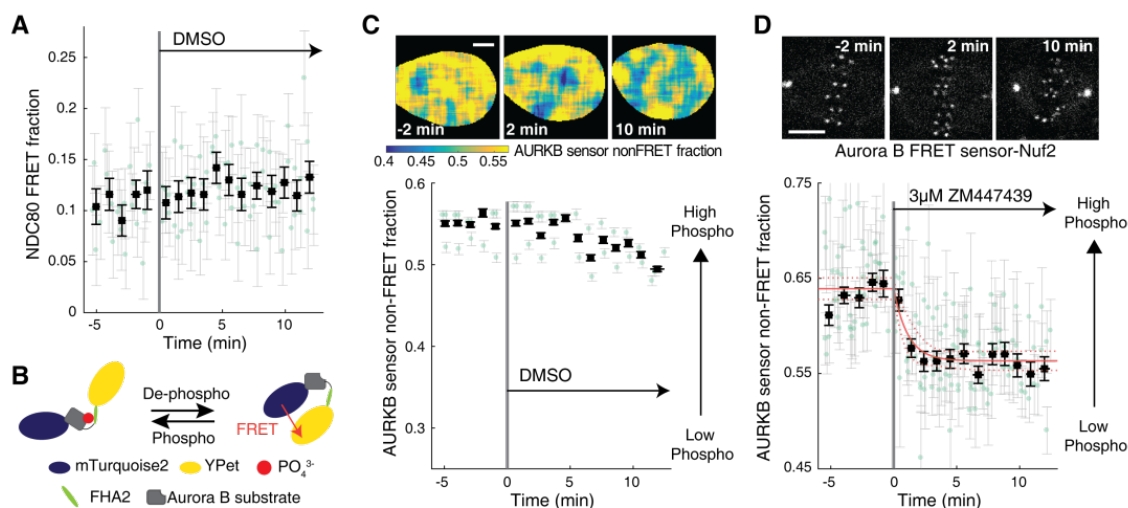 A
DMSO
NDC80 FRET fraction
0.25
0.2
0.15
0.1
0.05
0
-5 0 5 10
Time (min)
B
De-phospho
Phospho
FRET
mTurquoise2 YPet PO₄³⁻
FHA2 Aurora B substrate
C
-2 min 2 min 10 min
0.4 0.45 0.5 0.55 AURKB sensor nonFRET fraction
AURKB sensor non-FRET fraction
0.7
0.6
0.5
0.4
0.3
High
Phospho
DMSO
Low
Phospho
-5 0 5 10
Time (min)
D
-2 min 2 min 10 min
Aurora B FRET sensor-Nuf2
AURKB sensor non-FRET fraction
0.75
0.65
0.55
0.45
3μM ZM447439
High
Phospho
Low
Phospho
-5 0 5 10
Time (min)